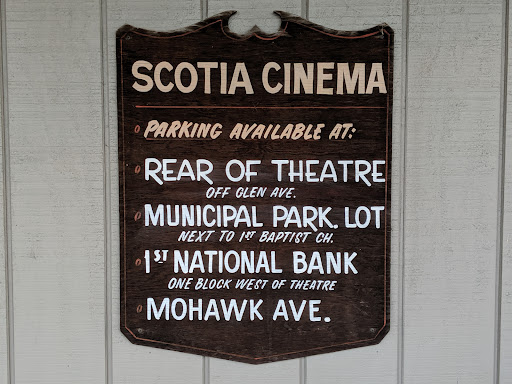 SCOTIA CINEMA
PARKING AVAILABLE AT:
REAR OF THEATRE
OFF GLEN AVE.
MUNICIPAL PARK. LOT
NEXT TO 1ST BAPTIST CH.
1ST NATIONAL BANK
ONE BLOCK WEST OF THEATRE
MOHAWK AVE.